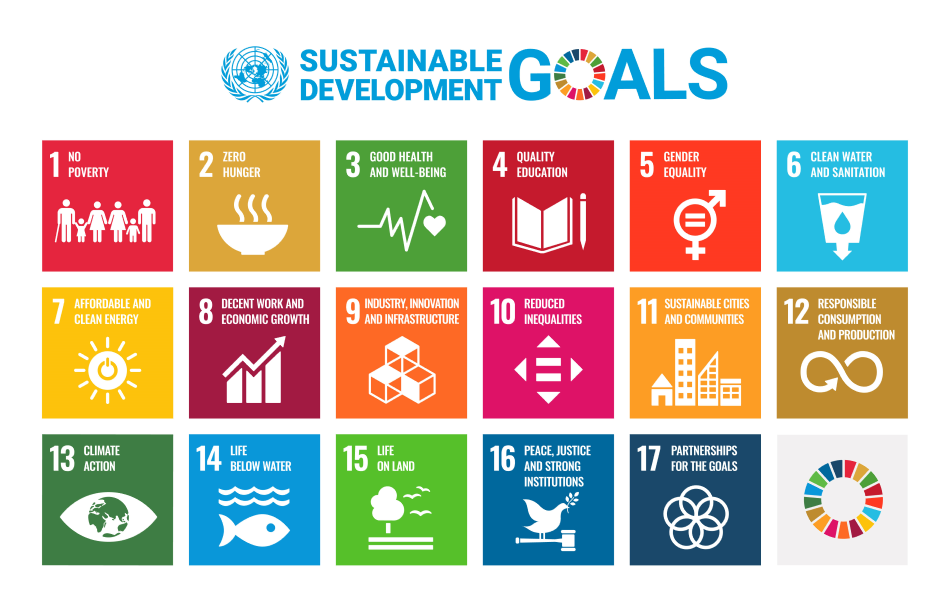 SUSTAINABLE
DEVELOPMENT
GOALS
1 NO
POVERTY
2 ZERO
HUNGER
3 GOOD HEALTH
AND WELL-BEING
4 QUALITY
EDUCATION
5 GENDER
EQUALITY
6 CLEAN WATER
AND SANITATION
7 AFFORDABLE AND
CLEAN ENERGY
8 DECENT WORK AND
ECONOMIC GROWTH
9 INDUSTRY, INNOVATION
AND INFRASTRUCTURE
10 REDUCED
INEQUALITIES
11 SUSTAINABLE CITIES
AND COMMUNITIES
12 RESPONSIBLE
CONSUMPTION
AND PRODUCTION
13 CLIMATE
ACTION
14 LIFE
BELOW WATER
15 LIFE
ON LAND
16 PEACE, JUSTICE
AND STRONG
INSTITUTIONS
17 PARTNERSHIPS
FOR THE GOALS